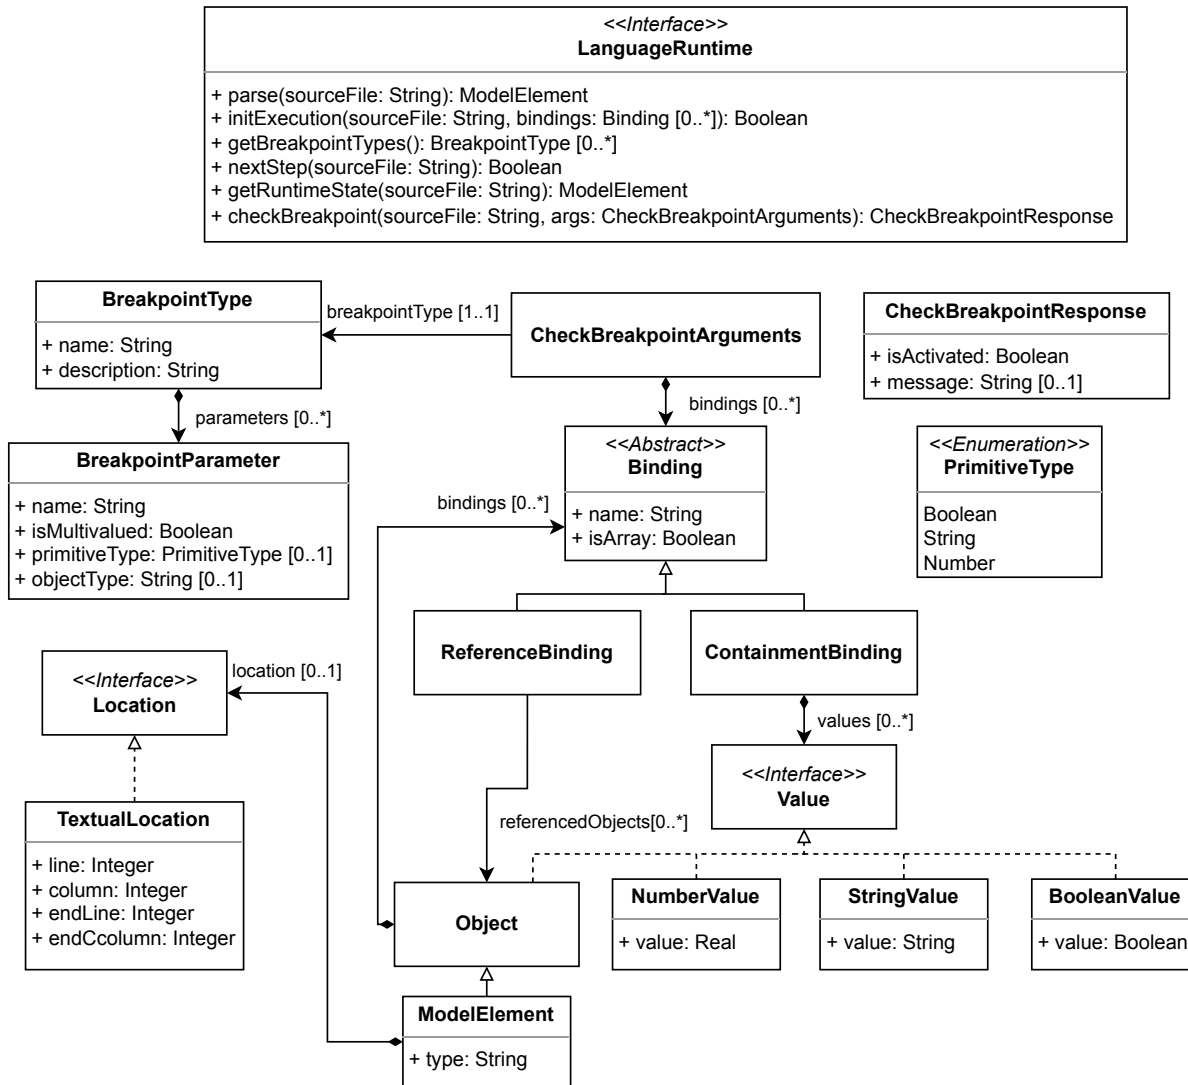 <<Interface>>
LanguageRuntime
+ parse(sourceFile: String): ModelElement
+ initExecution(sourceFile: String, bindings: Binding [0..*]): Boolean
+ getBreakpointTypes(): BreakpointType [0..*]
+ nextStep(sourceFile: String): Boolean
+ getRuntimeState(sourceFile: String): ModelElement
+ checkBreakpoint(sourceFile: String, args: CheckBreakpointArguments): CheckBreakpointResponse
BreakpointType
+ name: String
+ description: String
breakpointType [1..1]
CheckBreakpointArguments
CheckBreakpointResponse
+ isActivated: Boolean
+ message: String [0..1]
parameters [0..*]
bindings [0..*]
BreakpointParameter
+ name: String
+ isMultivalued: Boolean
+ primitiveType: PrimitiveType [0..1]
+ objectType: String [0..1]
bindings [0..*]
<<Abstract>>
Binding
+ name: String
+ isArray: Boolean
<<Enumeration>>
PrimitiveType
Boolean
String
Number
ReferenceBinding
ContainmentBinding
<<Interface>>
Location
location [0..1]
values [0..*]
<<Interface>>
Value
TextualLocation
+ line: Integer
+ column: Integer
+ endLine: Integer
+ endCcolumn: Integer
referencedObjects[0..*]
Object
NumberValue
+ value: Real
StringValue
+ value: String
BooleanValue
+ value: Boolean
ModelElement
+ type: String